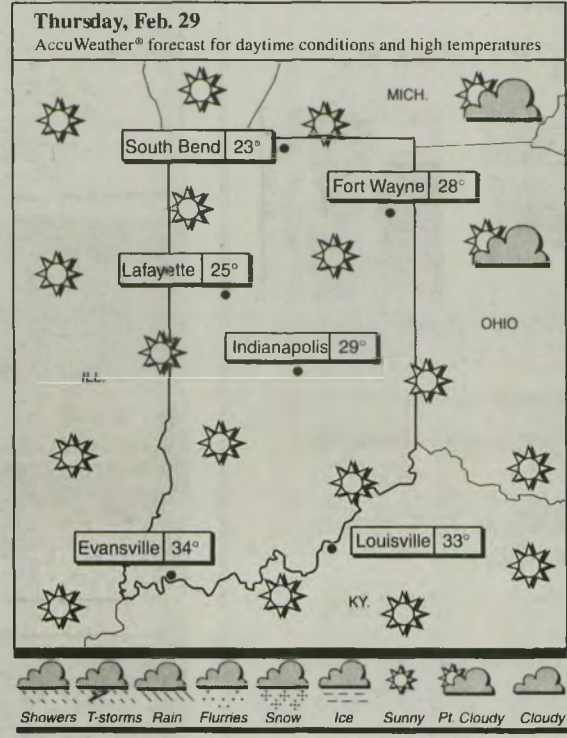 Thursday, Feb. 29
AccuWeather® forecast for daytime conditions and high temperatures
MICH.
South Bend 23°
Fort Wayne 28°
Lafayette 25°
OHIO
Indianapolis 29°
ILL.
Evansville 34°
Louisville 33°
KY.
Showers T-storms Rain Flurries Snow Ice Sunny Pt. Cloudy Cloudy